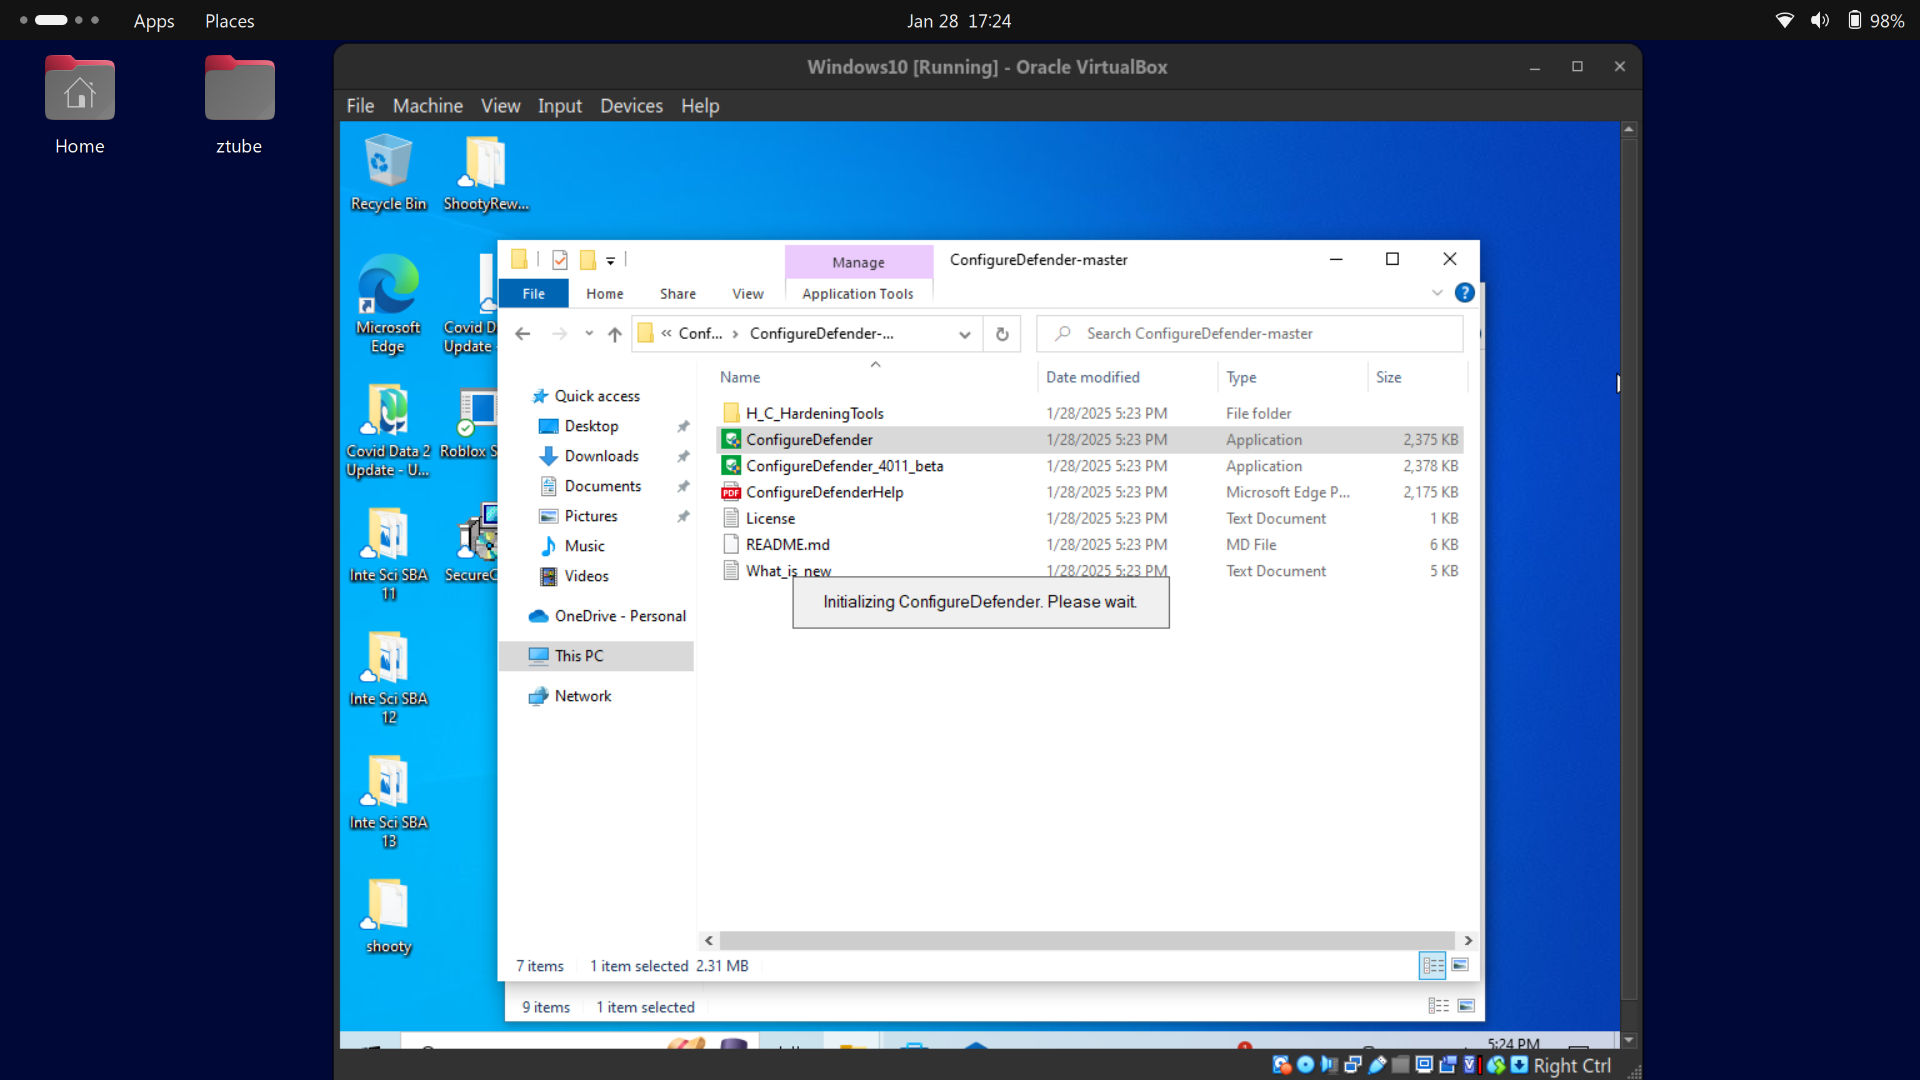 Apps Places Jan 28 17:24 98%
Home ztube
Windows10 [Running] - Oracle VirtualBox
File Machine View Input Devices Help
Recycle Bin
ShootyRew...
Microsoft
Edge
Covid D
Update
Covid Data 2
Update - U...
Roblox S
Inte Sci SBA
11
SecureC
Inte Sci SBA
12
Inte Sci SBA
13
shooty
Manage ConfigureDefender-master
File Home Share View Application Tools
« Conf... › ConfigureDefender-...
Search ConfigureDefender-master
Quick access
Desktop
Downloads
Documents
Pictures
Music
Videos
OneDrive - Personal
This PC
Network
Name Date modified Type Size
H_C_HardeningTools 1/28/2025 5:23 PM File folder
ConfigureDefender 1/28/2025 5:23 PM Application 2,375 KB
ConfigureDefender_4011_beta 1/28/2025 5:23 PM Application 2,378 KB
PDF ConfigureDefenderHelp 1/28/2025 5:23 PM Microsoft Edge P... 2,175 KB
License 1/28/2025 5:23 PM Text Document 1 KB
README.md 1/28/2025 5:23 PM MD File 6 KB
What_is_new 1/28/2025 5:23 PM Text Document 5 KB
Initializing ConfigureDefender. Please wait.
7 items 1 item selected 2.31 MB
9 items 1 item selected
5:24 PM
Right Ctrl